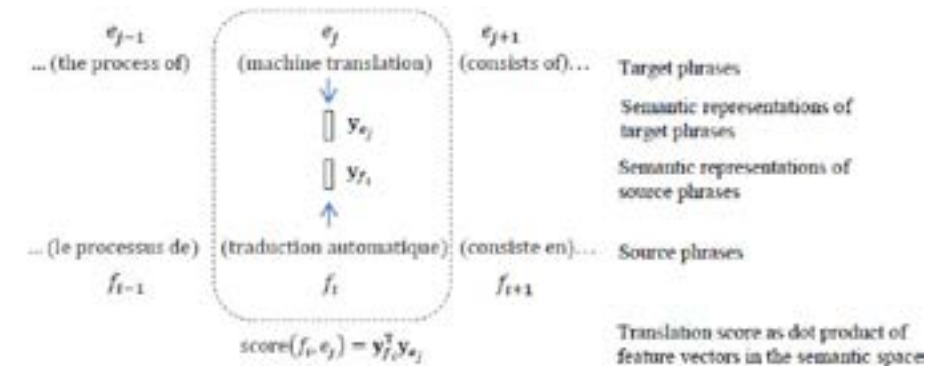 e_{j−1} e_j e_{j+1}
... (the process of) (machine translation) (consists of)... Target phrases
Semantic representations of
y_{e_j} target phrases
y_{f_i} Semantic representations of
source phrases
... (le processus de) (traduction automatique) (consiste en)... Source phrases
f_{i−1} f_i f_{i+1}
score(f_i, e_j) = y_{f_i}^T y_{e_j} Translation score as dot product of
feature vectors in the semantic space